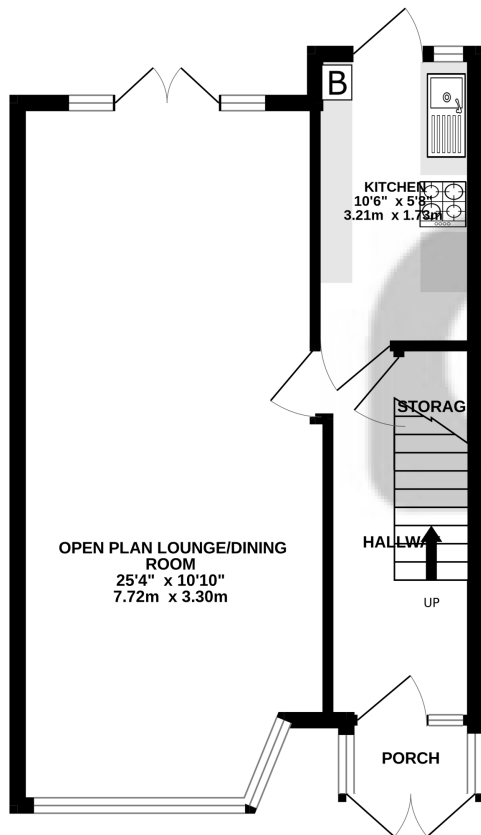 B
KITCHEN
10'6" x 5'8"
3.21m x 1.73m
STORAG
HALLWAY
OPEN PLAN LOUNGE/DINING
ROOM
25'4" x 10'10"
7.72m x 3.30m
UP
PORCH